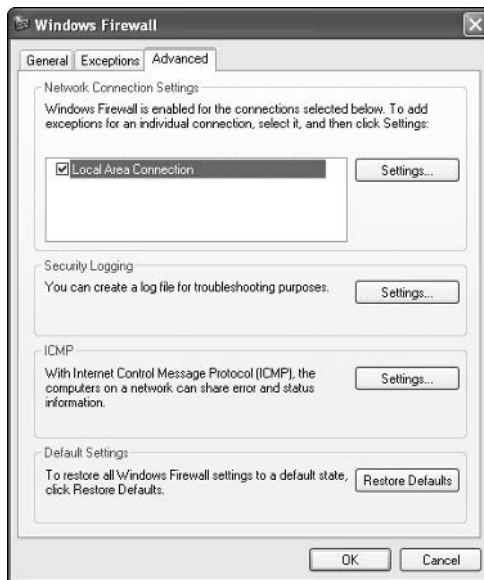 Windows Firewall
General Exceptions Advanced
Network Connection Settings
Windows Firewall is enabled for the connections selected below. To add
exceptions for an individual connection, select it, and then click Settings:
Local Area Connection
Settings...
Security Logging
You can create a log file for troubleshooting purposes.
Settings...
ICMP
With Internet Control Message Protocol (ICMP), the
computers on a network can share error and status
information.
Settings...
Default Settings
To restore all Windows Firewall settings to a default state,
click Restore Defaults.
Restore Defaults
OK Cancel